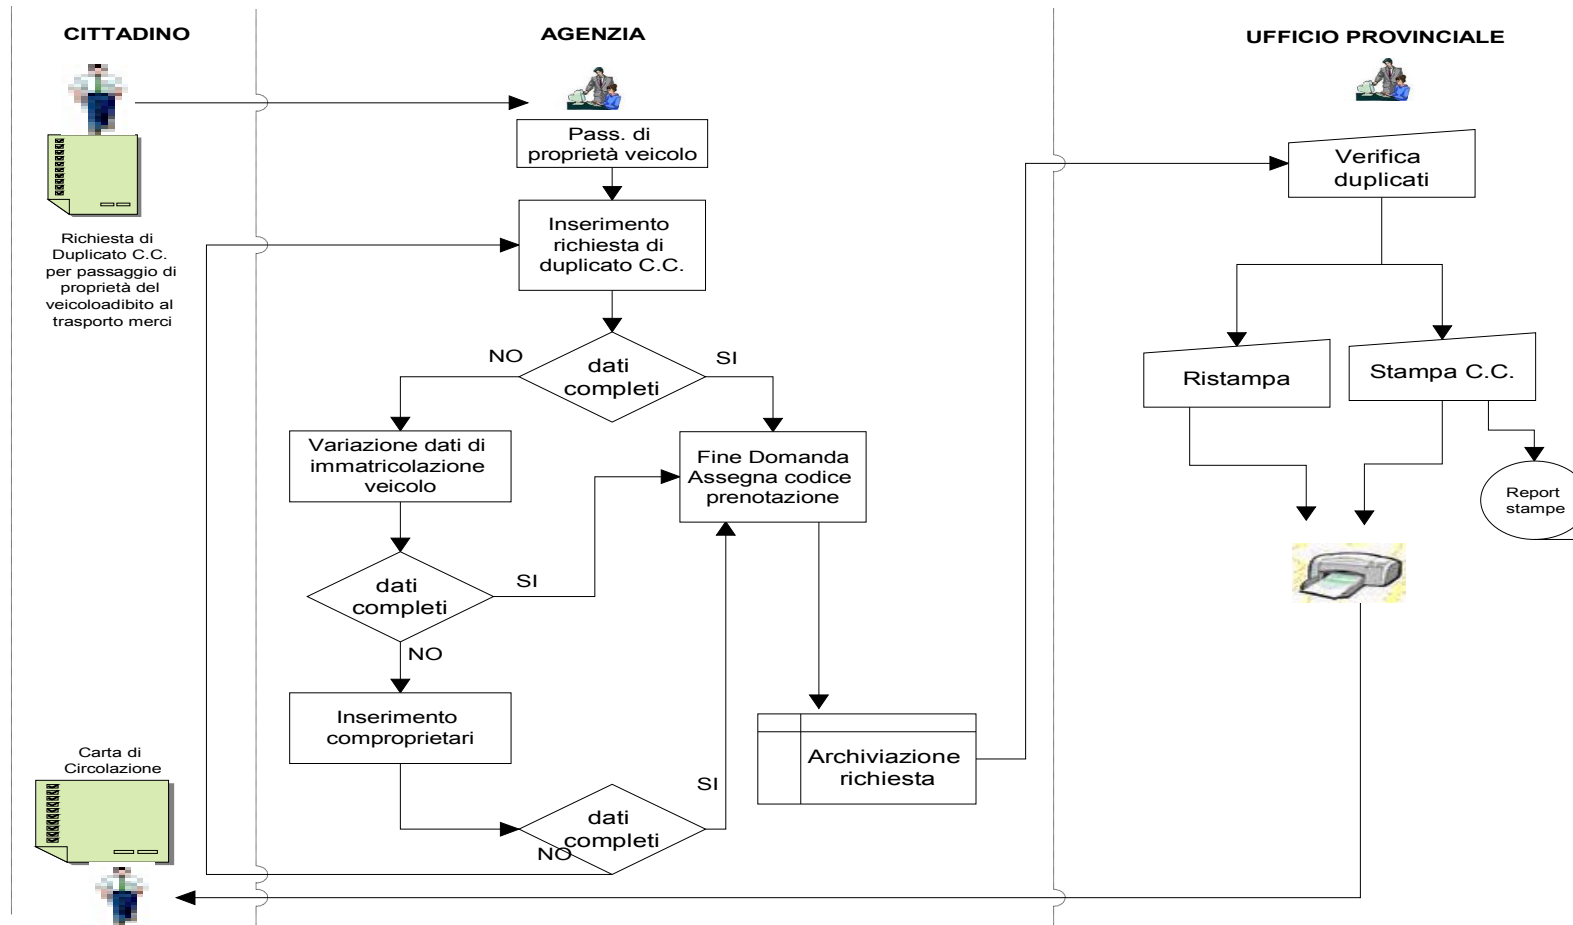 CITTADINO
AGENZIA
UFFICIO PROVINCIALE
Richiesta di
Duplicato C.C.
per passaggio di
proprietà del
veicoloadibito al
trasporto merci
Pass. di
proprietà veicolo
Inserimento
richiesta di
duplicato C.C.
dati
completi
NO
SI
Variazione dati di
immatricolazione
veicolo
Fine Domanda
Assegna codice
prenotazione
dati
completi
SI
NO
Inserimento
comproprietari
dati
completi
SI
NO
Archiviazione
richiesta
Verifica
duplicati
Ristampa
Stampa C.C.
Report
stampe
Carta di
Circolazione